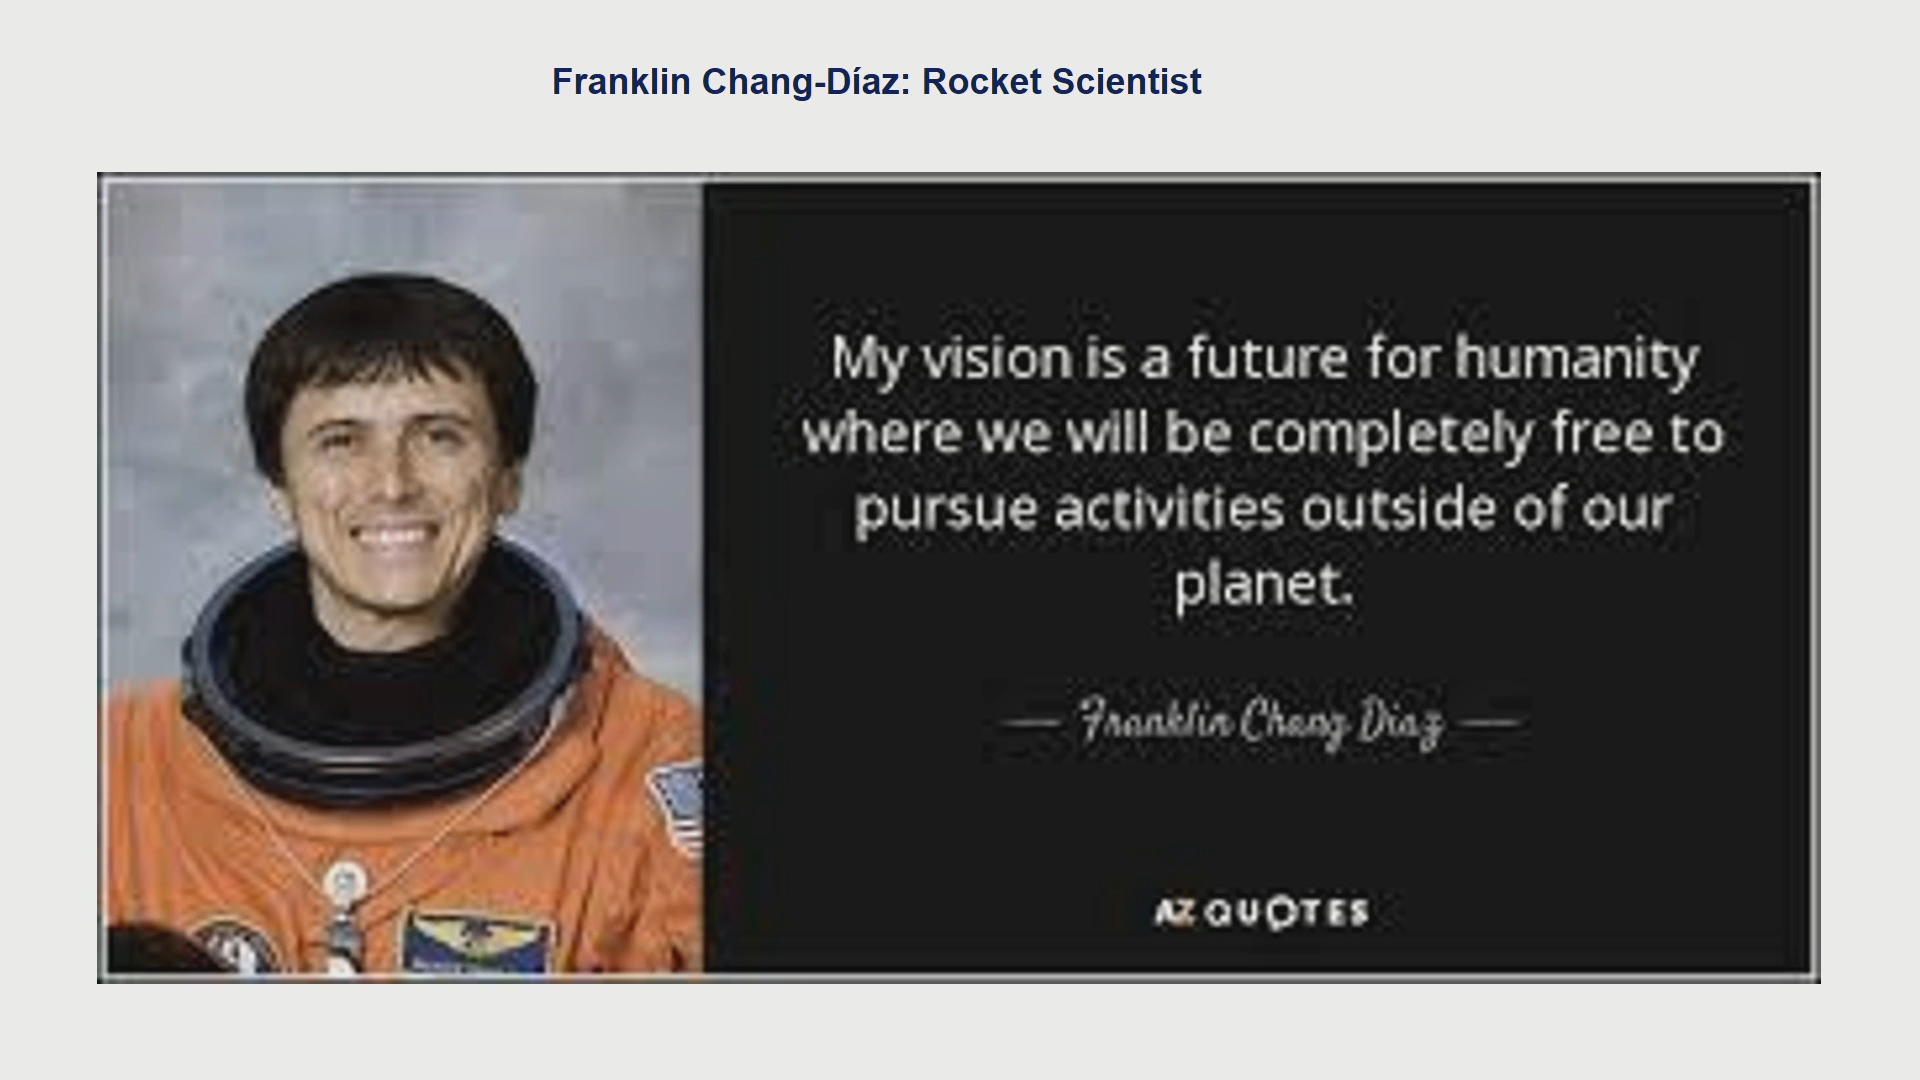 Franklin Chang-Díaz: Rocket Scientist
My vision is a future for humanity
where we will be completely free to
pursue activities outside of our
planet.
— Franklin Chang Diaz —
AZ QUOTES